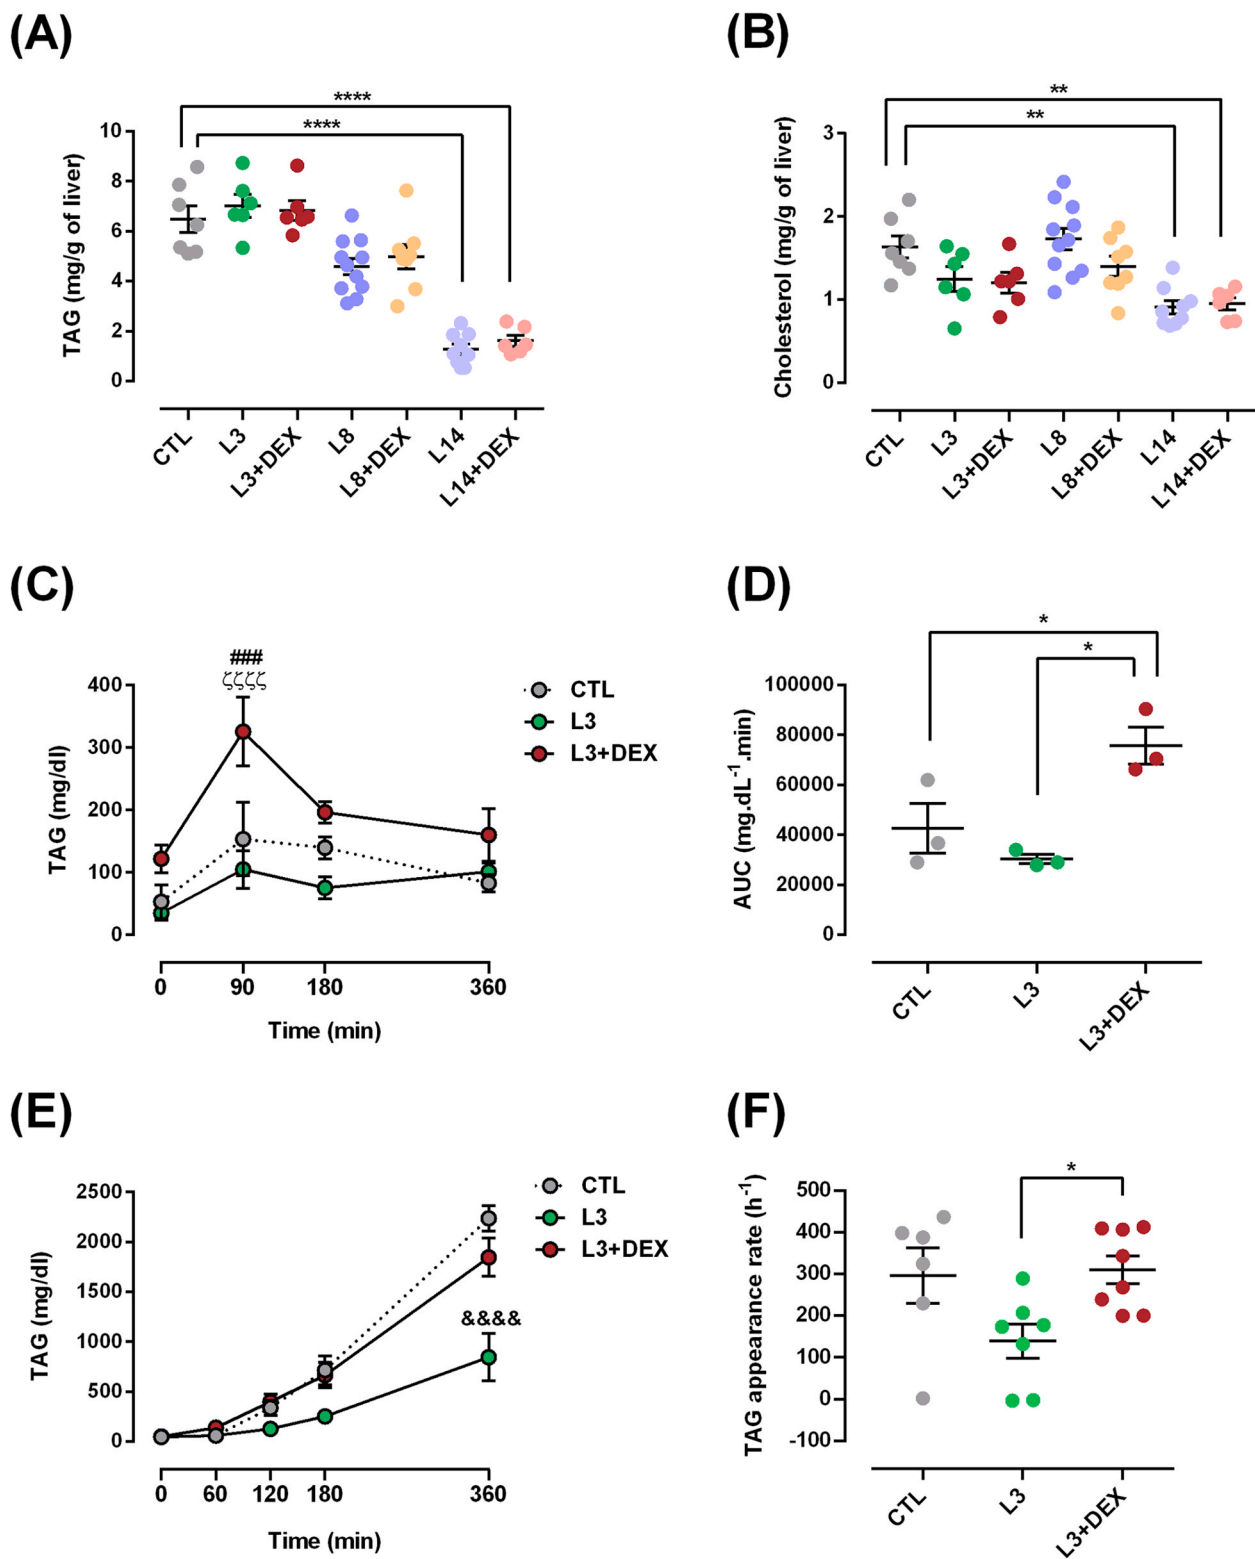 (A)
(B)
****
****
TAG (mg/g of liver)
10
8
6
4
2
0
CTL
L3
L3+DEX
L8
L8+DEX
L14
L14+DEX
**
**
Cholesterol (mg/g of liver)
3
2
1
0
CTL
L3
L3+DEX
L8
L8+DEX
L14
L14+DEX
(C)
(D)
###
ζζζζ
TAG (mg/dl)
400
300
200
100
0
0 90 180 360
Time (min)
CTL
L3
L3+DEX
*
*
AUC (mg.dL⁻¹.min)
100000
80000
60000
40000
20000
0
CTL
L3
L3+DEX
(E)
(F)
TAG (mg/dl)
2500
2000
1500
1000
500
0
&&&&
0 60 120 180 360
Time (min)
CTL
L3
L3+DEX
*
TAG appearance rate (h⁻¹)
500
400
300
200
100
0
-100
CTL
L3
L3+DEX